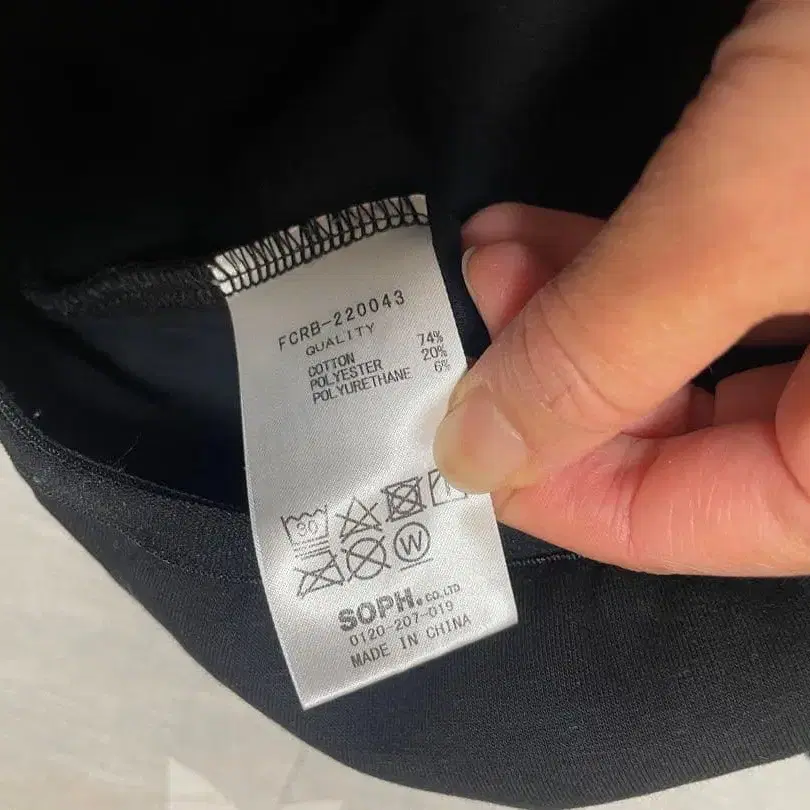 FCRB-220043
QUALITY
COTTON 74%
POLYESTER 20%
POLYURETHANE 6%
30
W
SOPH.CO.LTD
0120-207-019
MADE IN CHINA